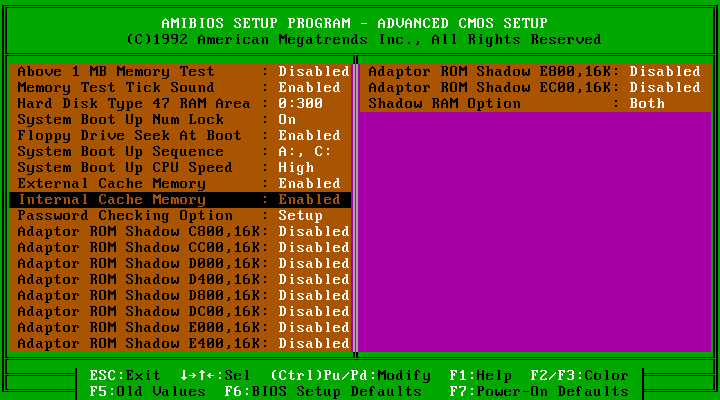 AMIBIOS SETUP PROGRAM - ADVANCED CMOS SETUP
(C)1992 American Megatrends Inc., All Rights Reserved
Above 1 MB Memory Test : Disabled
Memory Test Tick Sound : Enabled
Hard Disk Type 47 RAM Area : 0:300
System Boot Up Num Lock : On
Floppy Drive Seek At Boot : Enabled
System Boot Up Sequence : A:, C:
System Boot Up CPU Speed : High
External Cache Memory : Enabled
Internal Cache Memory : Enabled
Password Checking Option : Setup
Adaptor ROM Shadow C800,16K: Disabled
Adaptor ROM Shadow CC00,16K: Disabled
Adaptor ROM Shadow D000,16K: Disabled
Adaptor ROM Shadow D400,16K: Disabled
Adaptor ROM Shadow D800,16K: Disabled
Adaptor ROM Shadow DC00,16K: Disabled
Adaptor ROM Shadow E000,16K: Disabled
Adaptor ROM Shadow E400,16K: Disabled
Adaptor ROM Shadow E800,16K: Disabled
Adaptor ROM Shadow EC00,16K: Disabled
Shadow RAM Option : Both
ESC:Exit ↓→↑←:Sel (Ctrl)Pu/Pd:Modify F1:Help F2/F3:Color
F5:Old Values F6:BIOS Setup Defaults F7:Power-On Defaults